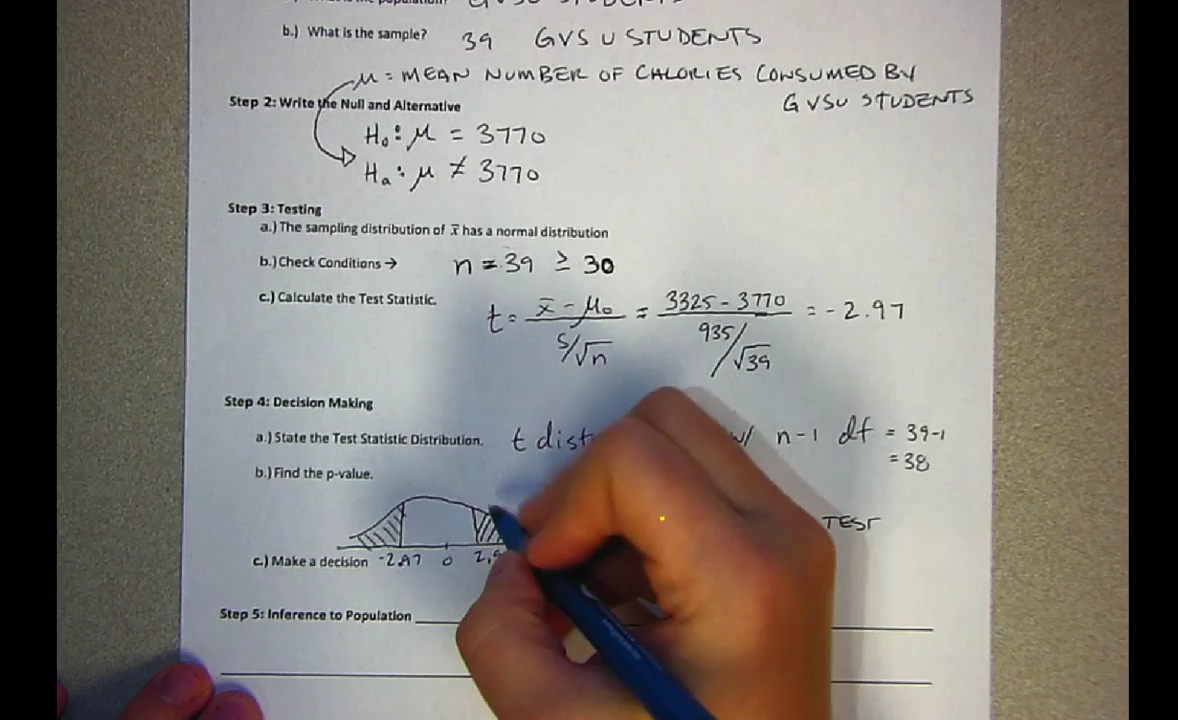 b.) What is the sample? 39 GVSU STUDENTS
μ = MEAN NUMBER OF CALORIES CONSUMED BY
GVSU STUDENTS
Step 2: Write the Null and Alternative
H₀: μ = 3770
Hₐ: μ ≠ 3770
Step 3: Testing
a.) The sampling distribution of x̄ has a normal distribution
b.) Check Conditions → n = 39 ≥ 30
c.) Calculate the Test Statistic. t = x̄ - μ₀ / s/√n = 3325 - 3770 / 935/√39 = -2.97
Step 4: Decision Making
a.) State the Test Statistic Distribution. t dist w/ n-1 df = 39-1
= 38
b.) Find the p-value.
TEST
c.) Make a decision -2.97 0
Step 5: Inference to Population